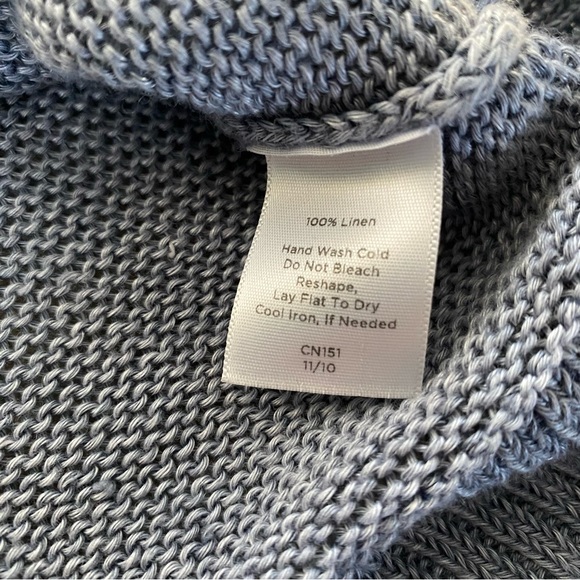 100% Linen
Hand Wash Cold
Do Not Bleach
Reshape,
Lay Flat To Dry
Cool Iron, If Needed
CN151
11/10